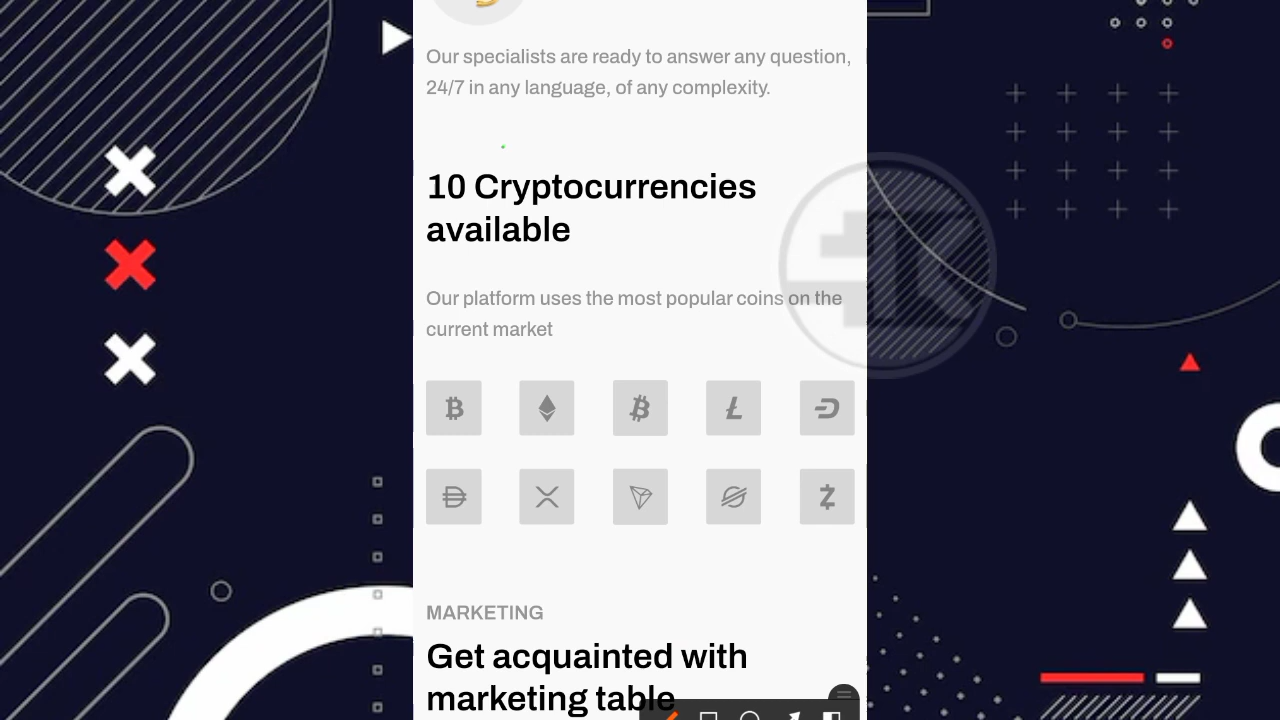 Our specialists are ready to answer any question,
24/7 in any language, of any complexity.
10 Cryptocurrencies
available
Our platform uses the most popular coins on the
current market
MARKETING
Get acquainted with
marketing table